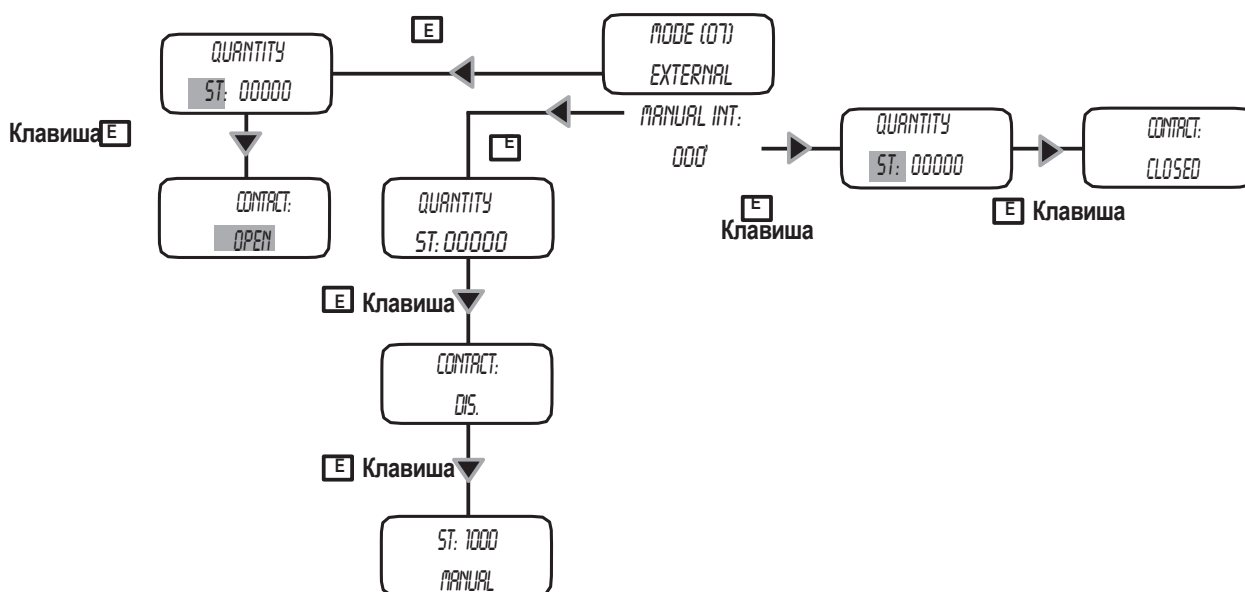 E
MODE (07)
EXTERNAL
QUANTITY
ST: 00000
Клавиша E
CONTACT:
OPEN
MANUAL INT:
000'
E
QUANTITY
ST: 00000
E Клавиша
CONTACT:
DIS.
E Клавиша
ST: 1000
MANUAL
E
Клавиша
QUANTITY
ST: 00000
E Клавиша
CONTACT:
CLOSED